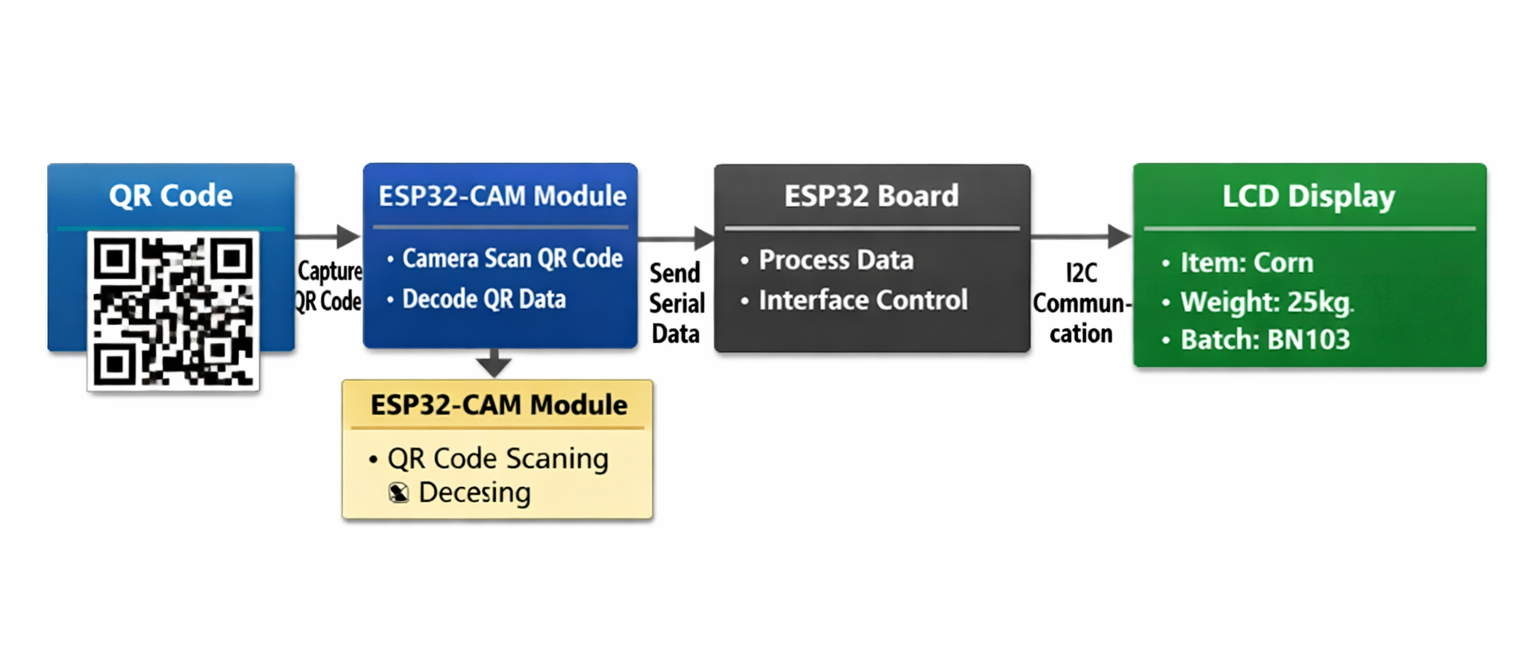 QR Code
Capture
QR Code
ESP32-CAM Module
• Camera Scan QR Code
• Decode QR Data
Send
Serial
Data
ESP32 Board
• Process Data
• Interface Control
I2C
Commun-
cation
LCD Display
• Item: Corn
• Weight: 25kg.
• Batch: BN103
ESP32-CAM Module
• QR Code Scaning
Decesing